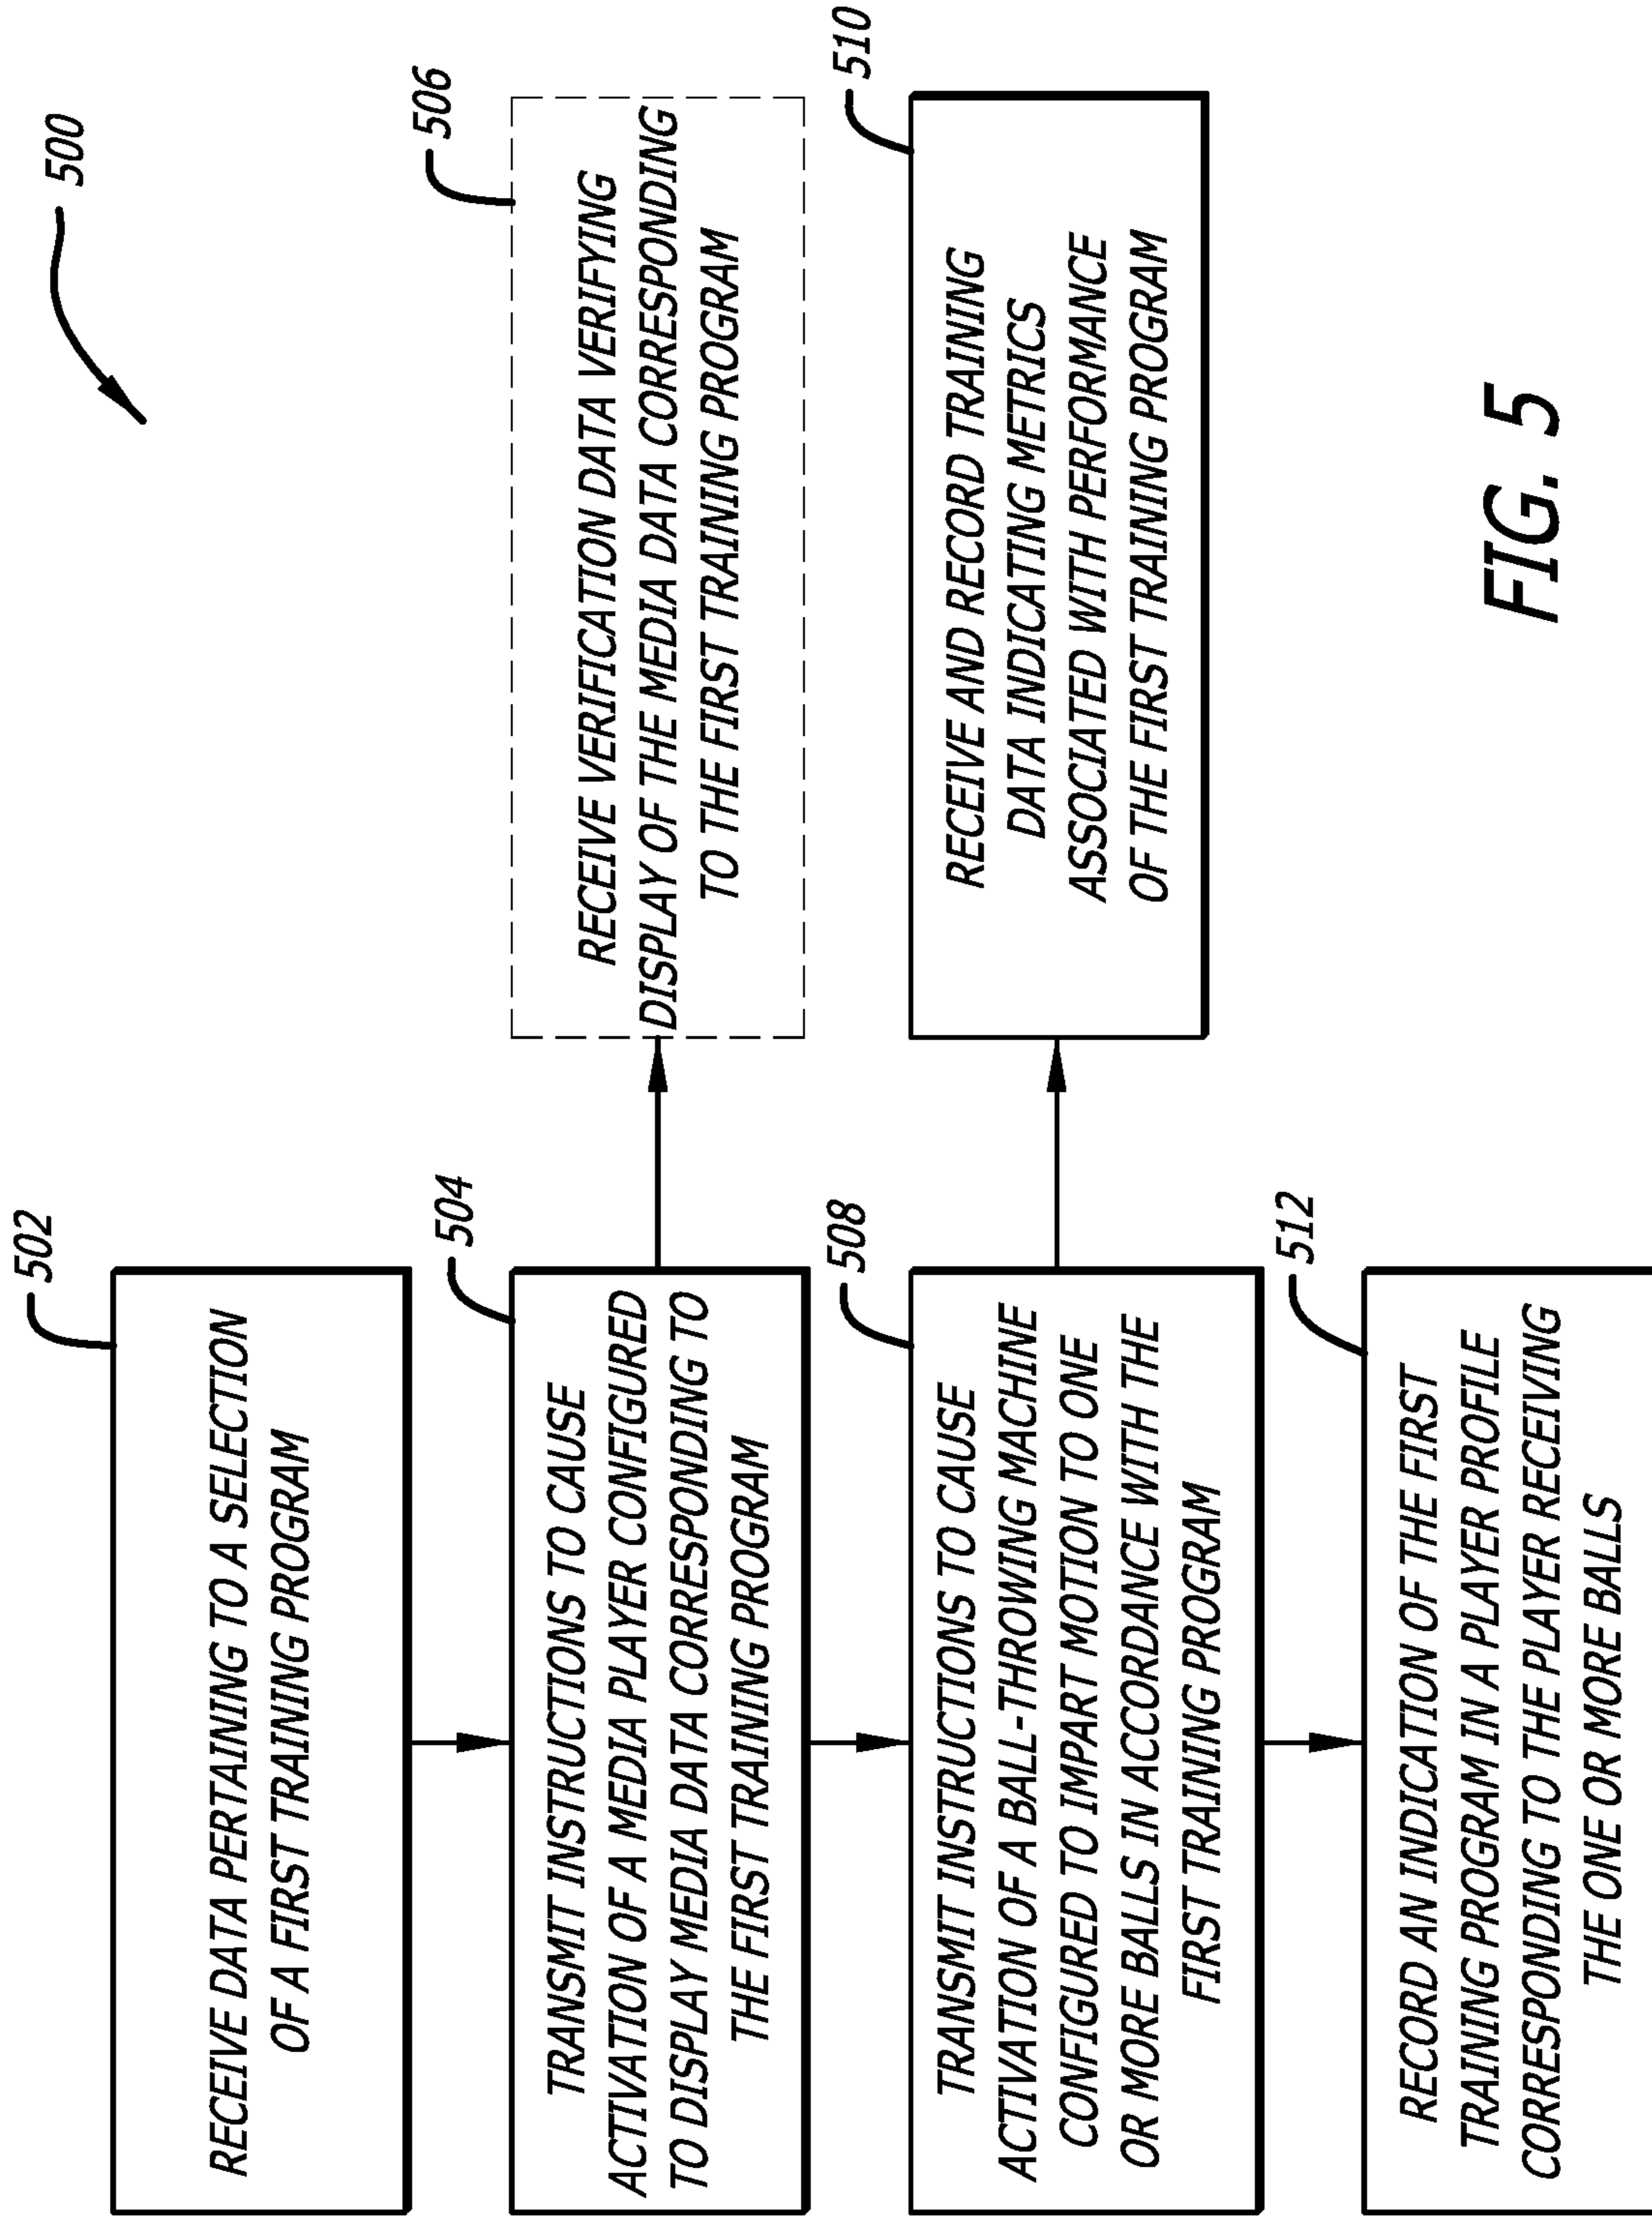 500
502
RECEIVE DATA PERTAINING TO A SELECTION
OF A FIRST TRAINING PROGRAM
504
TRANSMIT INSTRUCTIONS TO CAUSE
ACTIVATION OF A MEDIA PLAYER CONFIGURED
TO DISPLAY MEDIA DATA CORRESPONDING TO
THE FIRST TRAINING PROGRAM
506
RECEIVE VERIFICATION DATA VERIFYING
DISPLAY OF THE MEDIA DATA CORRESPONDING
TO THE FIRST TRAINING PROGRAM
508
TRANSMIT INSTRUCTIONS TO CAUSE
ACTIVATION OF A BALL-THROWING MACHINE
CONFIGURED TO IMPART MOTION TO ONE
OR MORE BALLS IN ACCORDANCE WITH THE
FIRST TRAINING PROGRAM
510
RECEIVE AND RECORD TRAINING
DATA INDICATING METRICS
ASSOCIATED WITH PERFORMANCE
OF THE FIRST TRAINING PROGRAM
512
RECORD AN INDICATION OF THE FIRST
TRAINING PROGRAM IN A PLAYER PROFILE
CORRESPONDING TO THE PLAYER RECEIVING
THE ONE OR MORE BALLS
FIG. 5